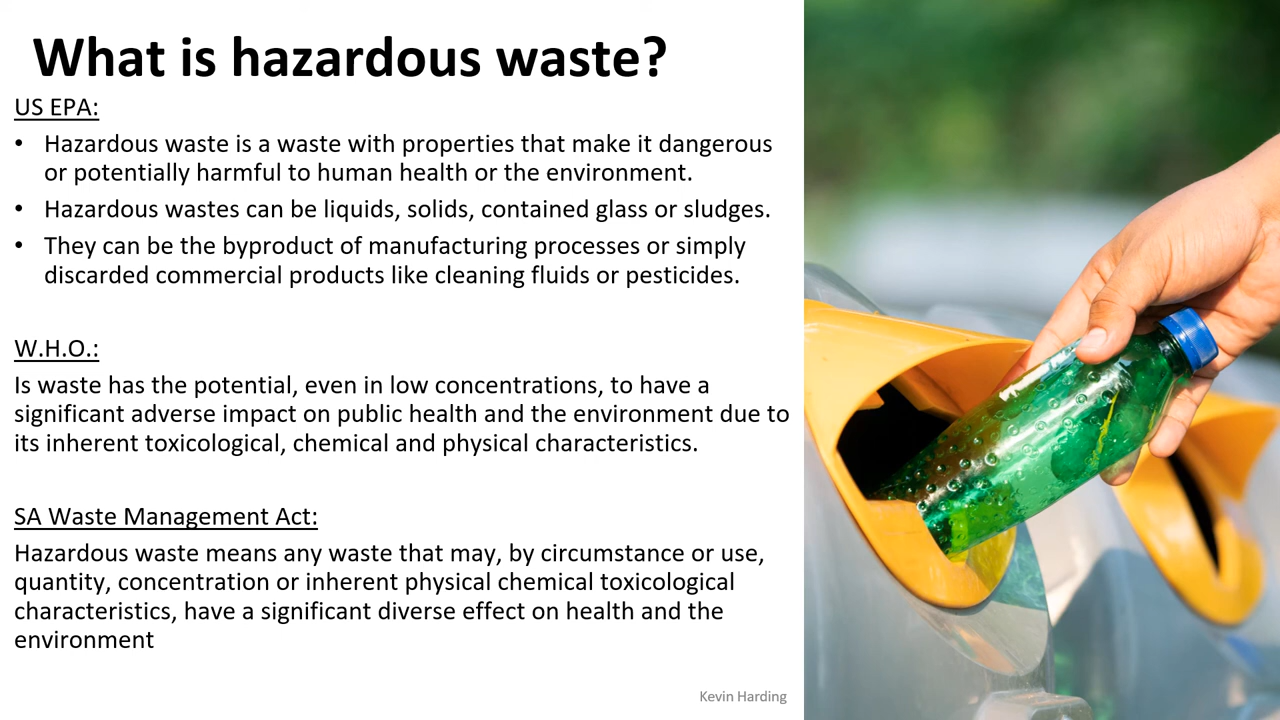 What is hazardous waste?
US EPA:
• Hazardous waste is a waste with properties that make it dangerous
or potentially harmful to human health or the environment.
• Hazardous wastes can be liquids, solids, contained glass or sludges.
• They can be the byproduct of manufacturing processes or simply
discarded commercial products like cleaning fluids or pesticides.
W.H.O.:
Is waste has the potential, even in low concentrations, to have a
significant adverse impact on public health and the environment due to
its inherent toxicological, chemical and physical characteristics.
SA Waste Management Act:
Hazardous waste means any waste that may, by circumstance or use,
quantity, concentration or inherent physical chemical toxicological
characteristics, have a significant diverse effect on health and the
environment
Kevin Harding